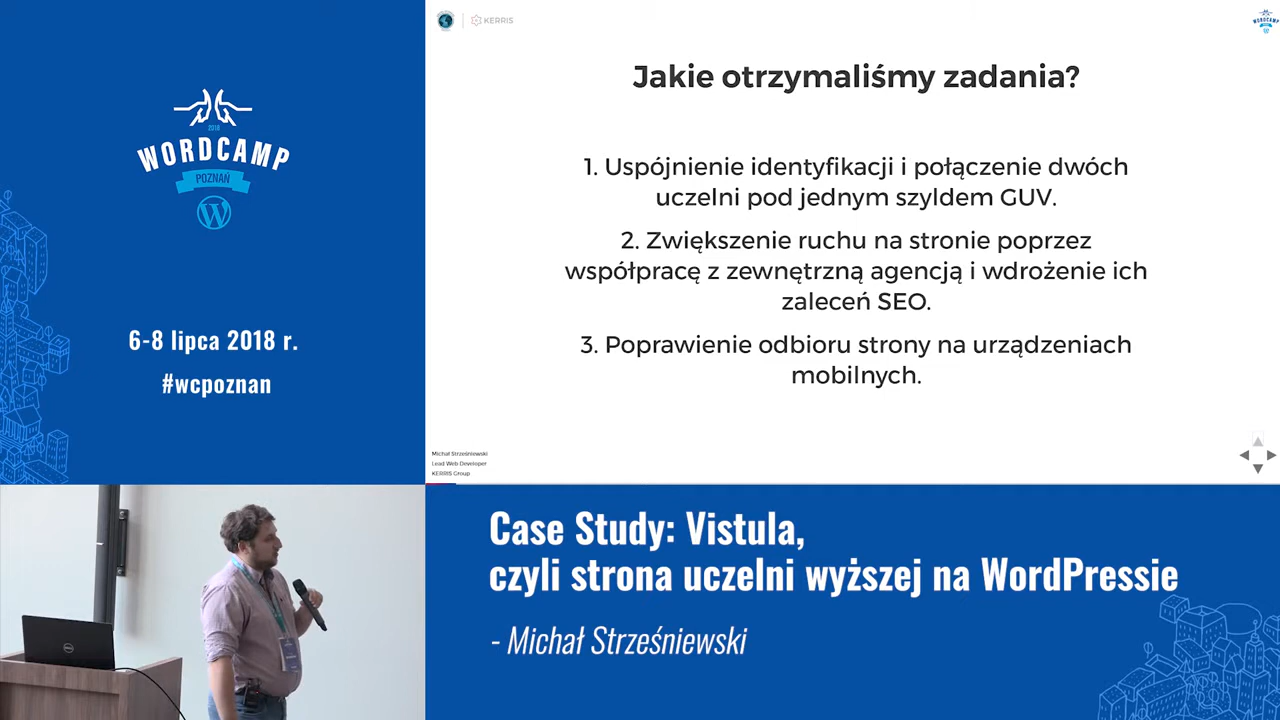 2018
WORDCAMP
POZNAŃ
6-8 lipca 2018 r.
#wcpoznan
KERRIS
WORDCAMP
Jakie otrzymaliśmy zadania?
1. Uspójnienie identyfikacji i połączenie dwóch
uczelni pod jednym szyldem GUV.
2. Zwiększenie ruchu na stronie poprzez
współpracę z zewnętrzną agencją i wdrożenie ich
zaleceń SEO.
3. Poprawienie odbioru strony na urządzeniach
mobilnych.
Michał Strześniewski
Lead Web Developer
KERRIS Group
Case Study: Vistula,
czyli strona uczelni wyższej na WordPressie
- Michał Strześniewski
DELL